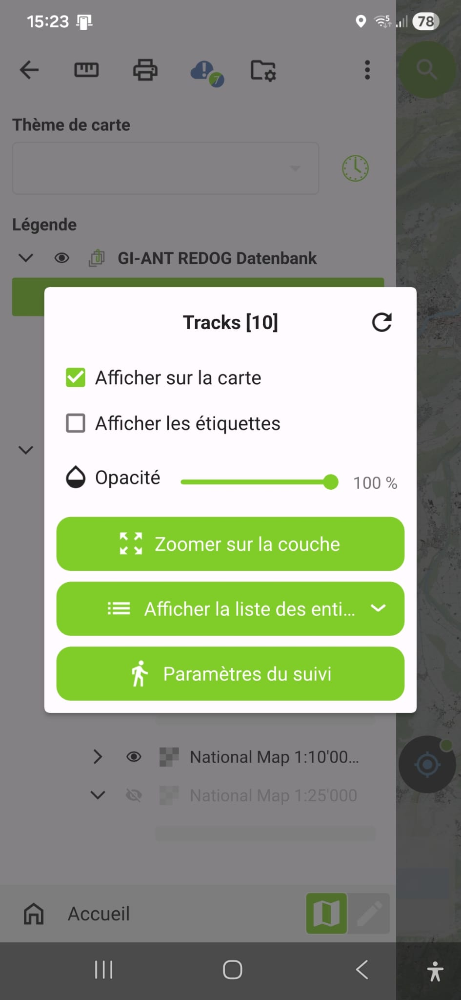 15:23
5
78
7
Thème de carte
Légende
GI-ANT REDOG Datenbank
Tracks [10]
Afficher sur la carte
Afficher les étiquettes
Opacité
100 %
Zoomer sur la couche
Afficher la liste des enti...
Paramètres du suivi
National Map 1:10'00...
National Map 1:25'000
Accueil